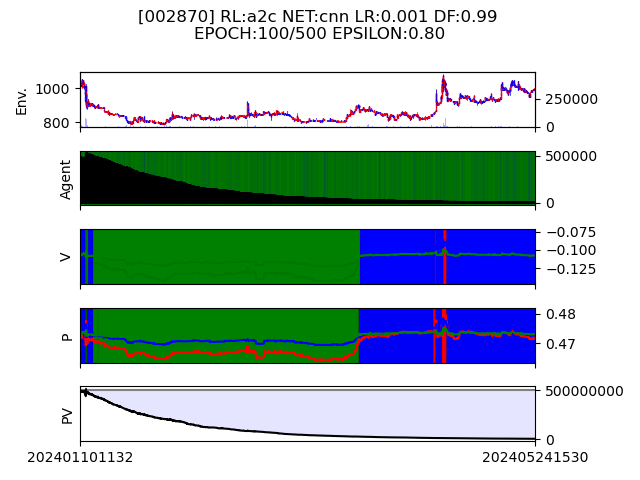 [002870] RL:a2c NET:cnn LR:0.001 DF:0.99
EPOCH:100/500 EPSILON:0.80
Env.
1000
800
250000
0
Agent
500000
0
V
−0.075
−0.100
−0.125
P
0.48
0.47
PV
500000000
0
202401101132
202405241530